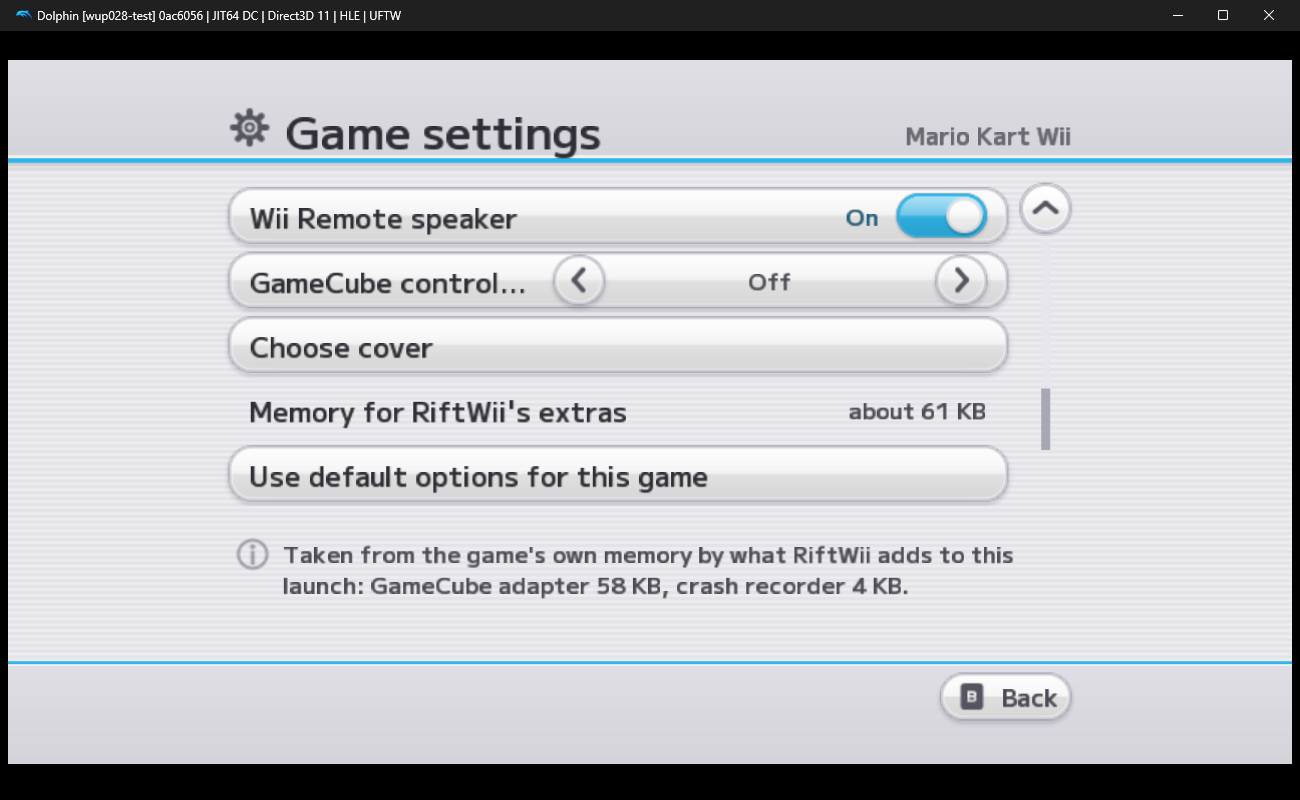 Dolphin [wup028-test] 0ac6056 | JIT64 DC | Direct3D 11 | HLE | UFTW
Game settings
Mario Kart Wii
Wii Remote speaker
On
GameCube control...
Off
Choose cover
Memory for RiftWii's extras
about 61 KB
Use default options for this game
Taken from the game's own memory by what RiftWii adds to this
launch: GameCube adapter 58 KB, crash recorder 4 KB.
B Back